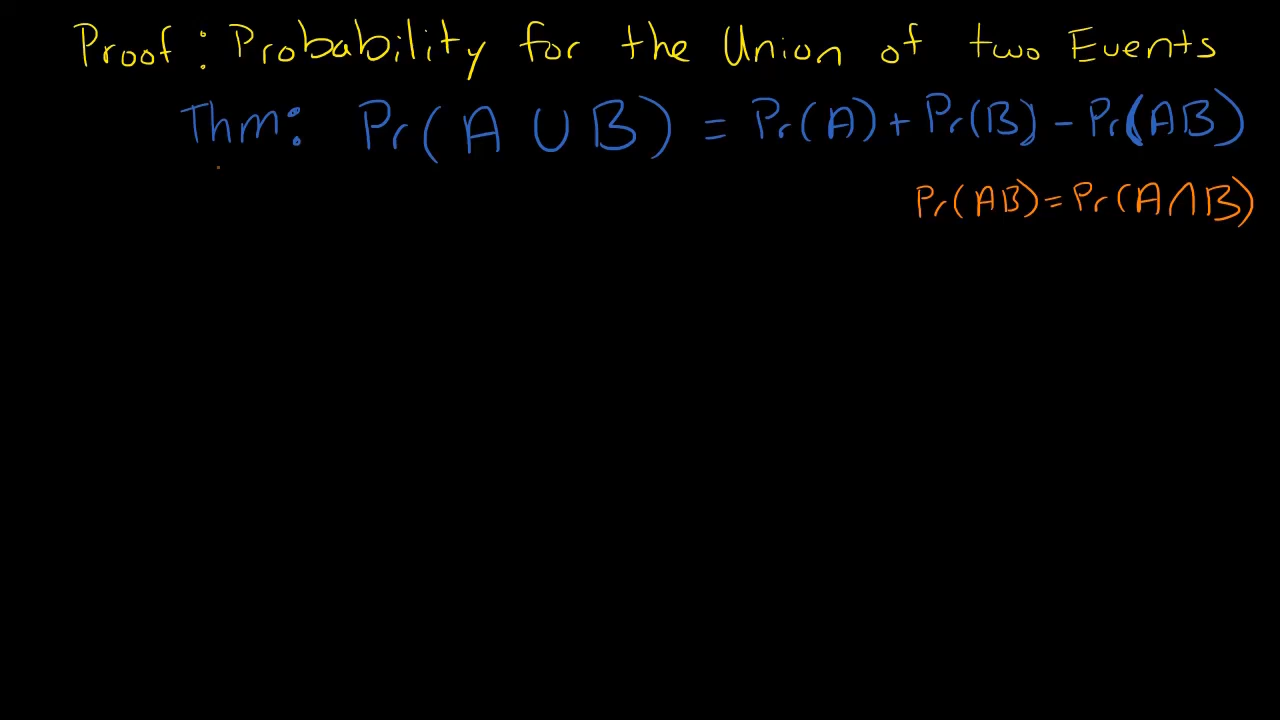 Proof: Probability for the Union of two Events
Thm: Pr(A ∪ B) = Pr(A) + Pr(B) - Pr(AB)
Pr(AB) = Pr(A∩B)